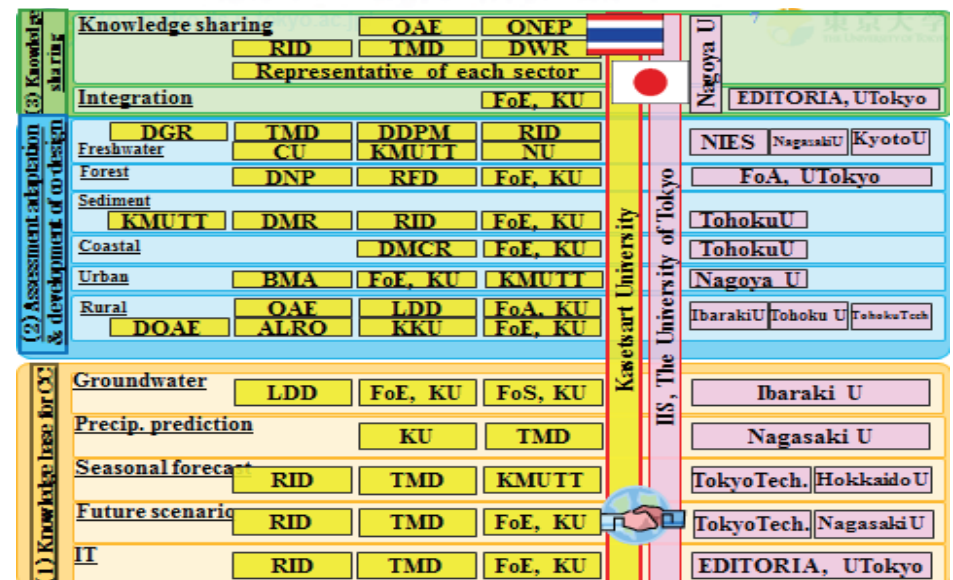 (3) Knowledge sharing
Knowledge sharing OAE ONEP
RID TMD DWR
Representative of each sector
Integration FoE, KU
Nagoya U
7 東京大学
EDITORIA, UTokyo
(2) Assessment adaptation & development of co-design
DGR TMD DDPM RID
Freshwater CU KMUTT NU
NIES NagasakiU KyotoU
Forest DNP RFD FoE, KU
FoA, UTokyo
Sediment
KMUTT DMR RID FoE, KU
TohokuU
Coastal DMCR FoE, KU
TohokuU
Urban BMA FoE, KU KMUTT
Nagoya U
Rural OAE LDD FoA, KU
DOAE ALRO KKU FoE, KU
IbarakiU Tohoku U TohokuTech
Kasetsart University
IIS, The University of Tokyo
(1) Knowledge base for CC
Groundwater
LDD FoE, KU FoS, KU
Ibaraki U
Precip. prediction
KU TMD
Nagasaki U
Seasonal forecast
RID TMD KMUTT
TokyoTech. HokkaidoU
Future scenario
RID TMD FoE, KU
TokyoTech. NagasakiU
IT
RID TMD FoE, KU
EDITORIA, UTokyo